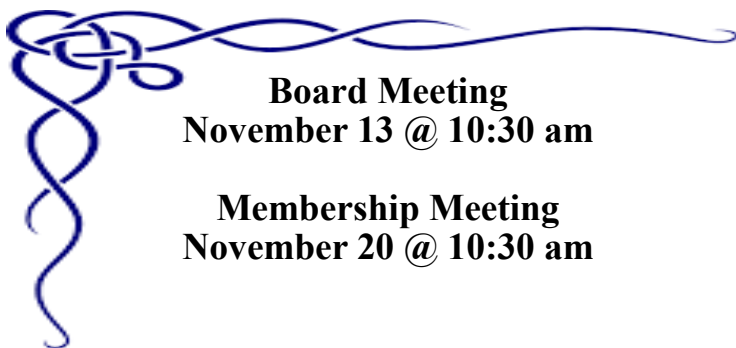 Board Meeting
November 13 @ 10:30 am
Membership Meeting
November 20 @ 10:30 am